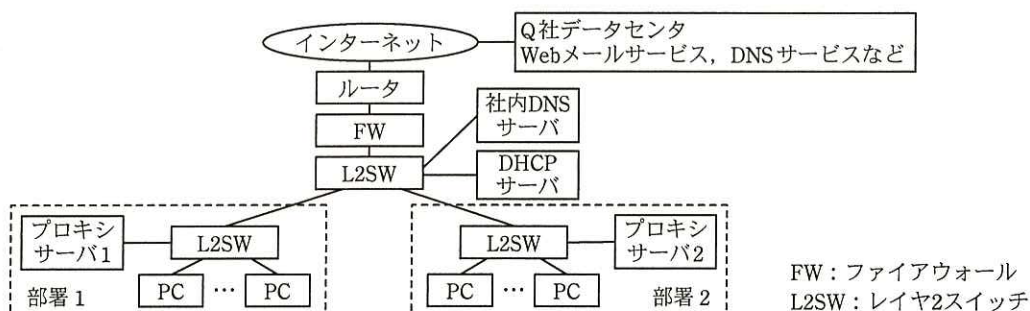 インターネット
Q社データセンタ
Webメールサービス，DNSサービスなど
ルータ
FW
L2SW
社内DNS
サーバ
DHCP
サーバ
プロキシ
サーバ1
L2SW
PC … PC
部署1
L2SW
プロキシ
サーバ2
PC … PC
部署2
FW：ファイアウォール
L2SW：レイヤ2スイッチ